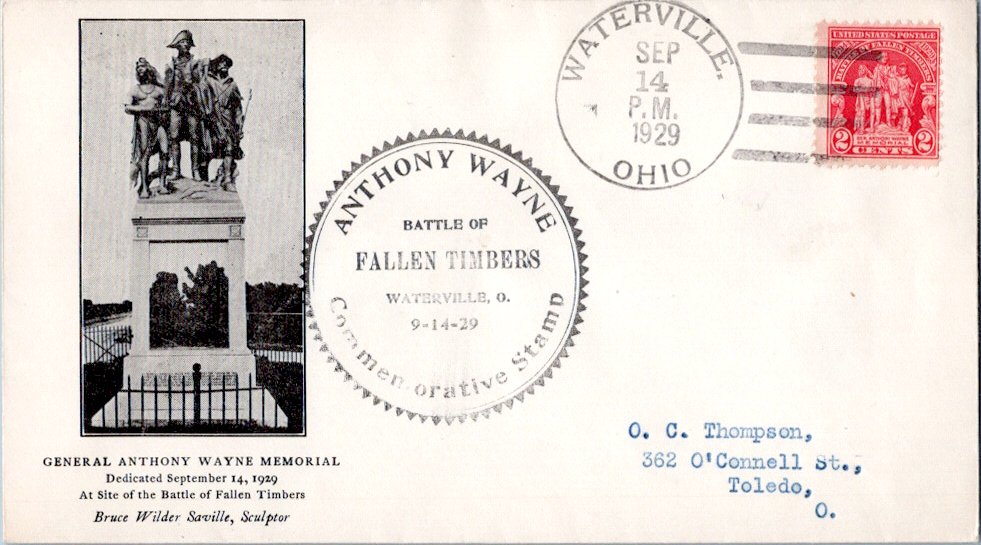 GENERAL ANTHONY WAYNE MEMORIAL
Dedicated September 14, 1929
At Site of the Battle of Fallen Timbers
Bruce Wilder Saville, Sculptor
ANTHONY WAYNE
BATTLE OF
FALLEN TIMBERS
WATERVILLE, O.
9-14-29
Commemorative Stamp
WATERVILLE.
SEP
14
P.M.
1929
OHIO
UNITED STATES POSTAGE
BATTLE OF FALLEN TIMBERS
GEN. ANTHONY WAYNE
MEMORIAL
2 CENTS 2
O. C. Thompson,
362 O'Connell St.,
Toledo,
O.